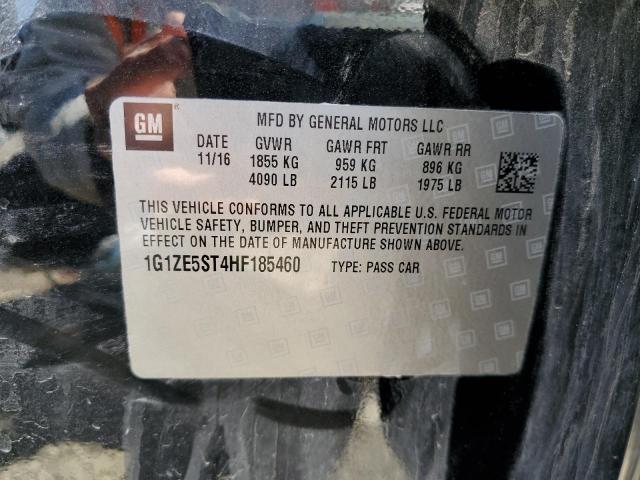 GM
MFD BY GENERAL MOTORS LLC
DATE GVWR GAWR FRT GAWR RR
11/16 1855 KG 959 KG 896 KG
4090 LB 2115 LB 1975 LB
THIS VEHICLE CONFORMS TO ALL APPLICABLE U.S. FEDERAL MOTOR
VEHICLE SAFETY, BUMPER, AND THEFT PREVENTION STANDARDS IN
EFFECT ON THE DATE OF MANUFACTURE SHOWN ABOVE.
1G1ZE5ST4HF185460 TYPE: PASS CAR